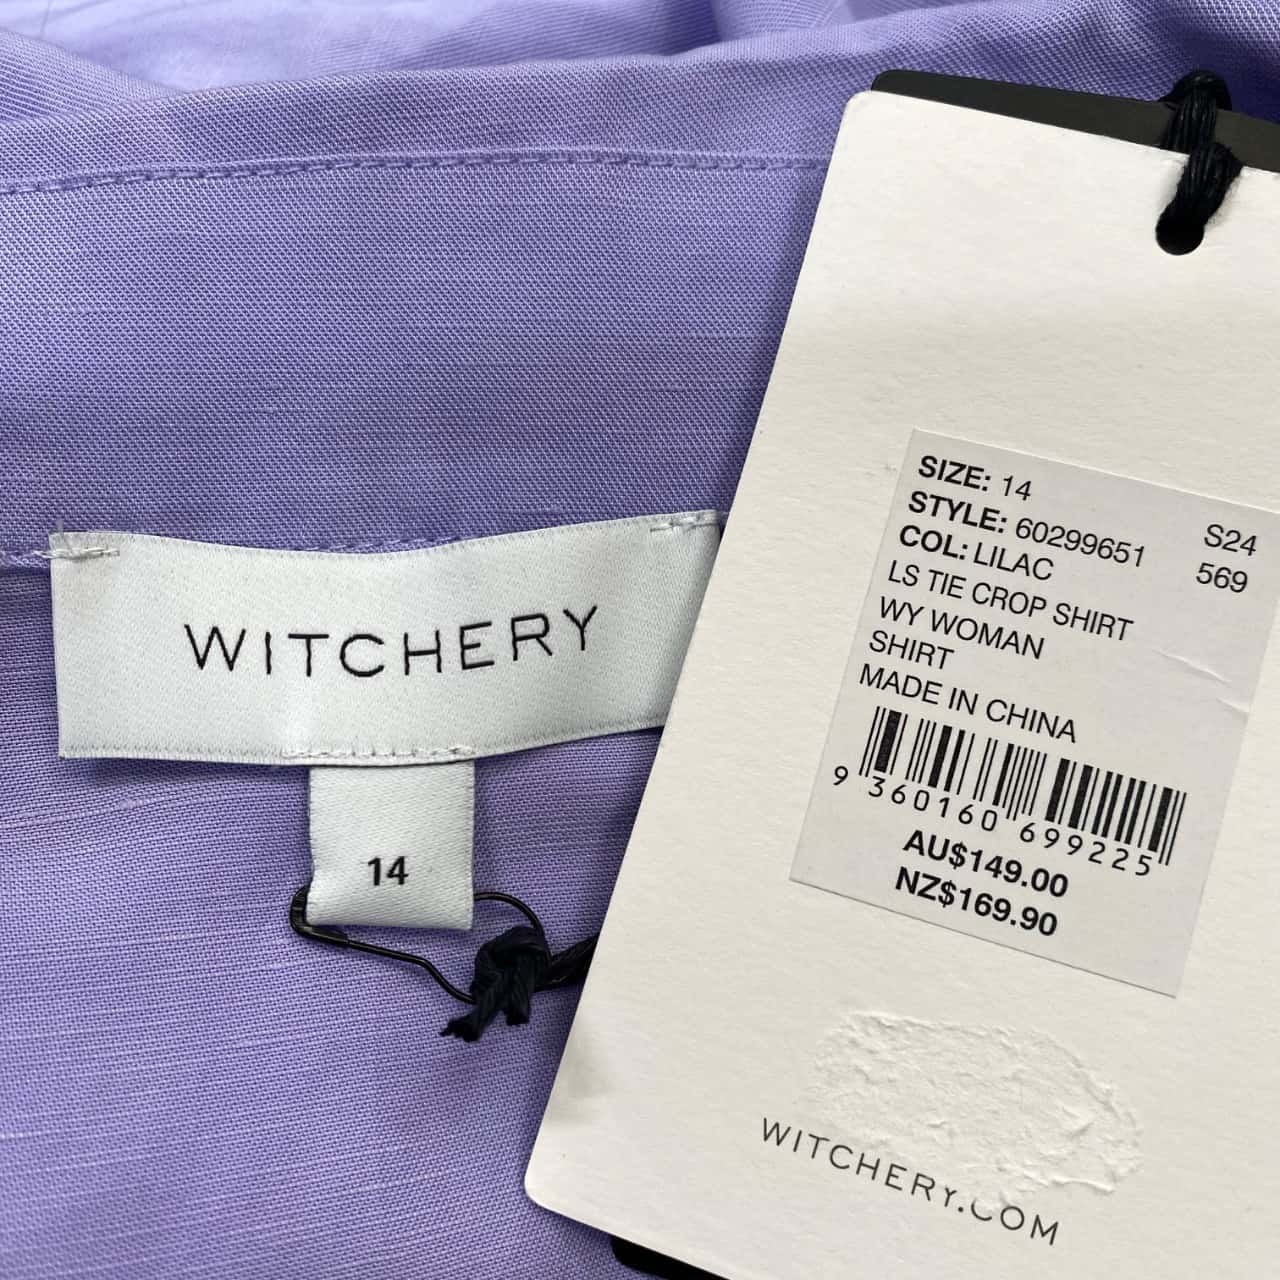 WITCHERY
14
SIZE: 14
STYLE: 60299651 S24
COL: LILAC 569
LS TIE CROP SHIRT
WY WOMAN
SHIRT
MADE IN CHINA
9 360160 699225
AU$149.00
NZ$169.90
WITCHERY.COM